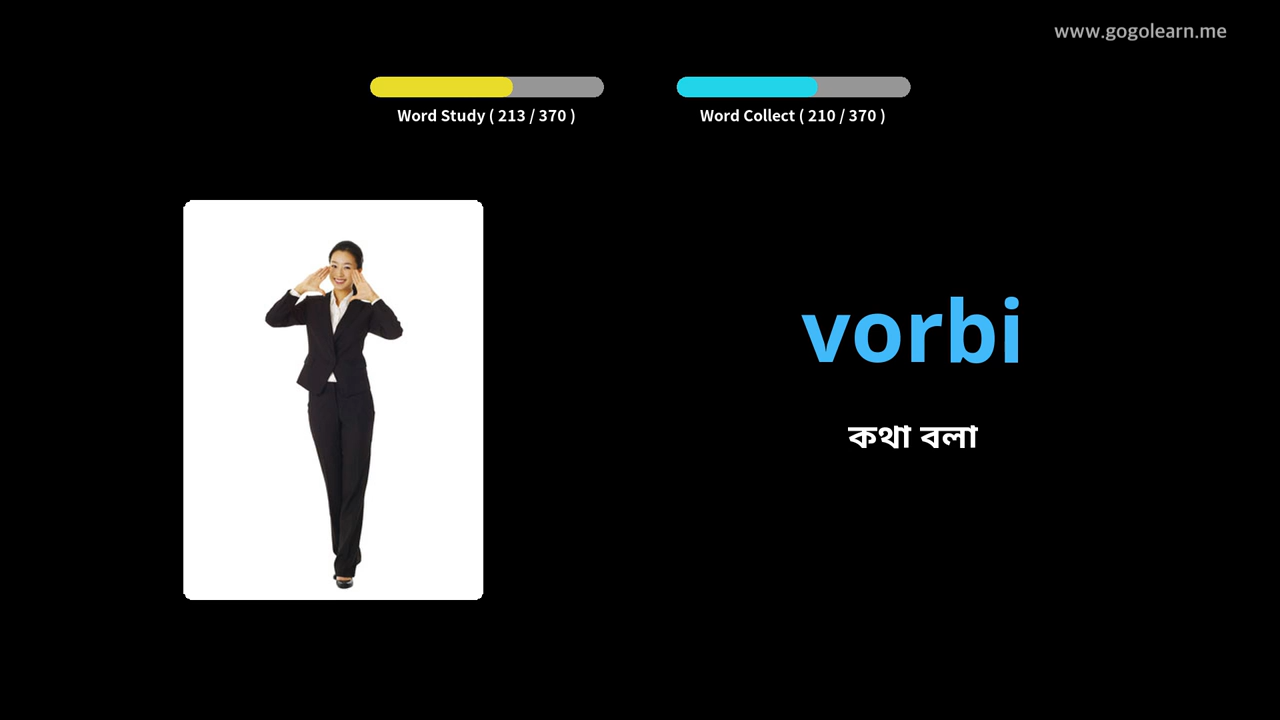 www.gogolearn.me
Word Study ( 213 / 370 )
Word Collect ( 210 / 370 )
vorbi
কথা বলা